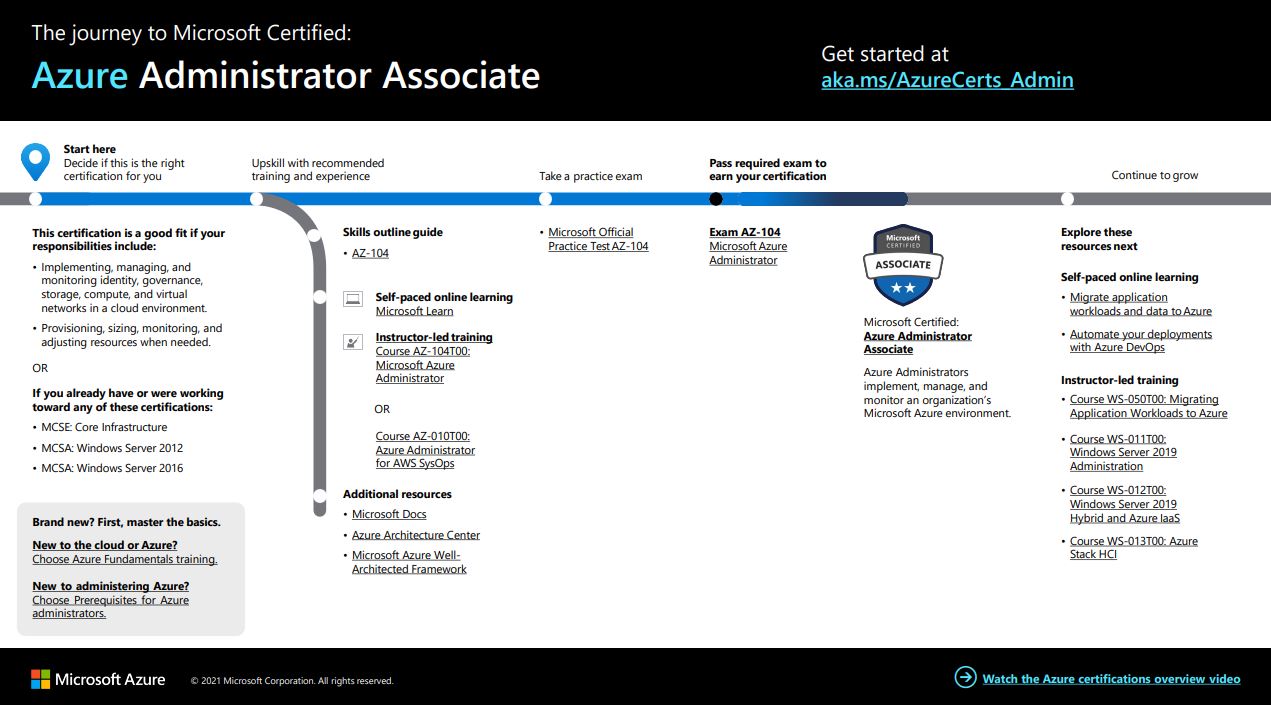 The journey to Microsoft Certified:
Azure Administrator Associate
Get started at
aka.ms/AzureCerts_Admin
Start here
Decide if this is the right
certification for you
Upskill with recommended
training and experience
Take a practice exam
Pass required exam to
earn your certification
Continue to grow
This certification is a good fit if your
responsibilities include:
• Implementing, managing, and
monitoring identity, governance,
storage, compute, and virtual
networks in a cloud environment.
• Provisioning, sizing, monitoring, and
adjusting resources when needed.
OR
If you already have or were working
toward any of these certifications:
• MCSE: Core Infrastructure
• MCSA: Windows Server 2012
• MCSA: Windows Server 2016
Brand new? First, master the basics.
New to the cloud or Azure?
Choose Azure Fundamentals training.
New to administering Azure?
Choose Prerequisites for Azure
administrators.
Skills outline guide
• AZ-104
Self-paced online learning
Microsoft Learn
Instructor-led training
Course AZ-104T00:
Microsoft Azure
Administrator
OR
Course AZ-010T00:
Azure Administrator
for AWS SysOps
Additional resources
• Microsoft Docs
• Azure Architecture Center
• Microsoft Azure Well-
Architected Framework
• Microsoft Official
Practice Test AZ-104
Exam AZ-104
Microsoft Azure
Administrator
Microsoft
CERTIFIED
ASSOCIATE
Microsoft Certified:
Azure Administrator
Associate
Azure Administrators
implement, manage, and
monitor an organization's
Microsoft Azure environment.
Explore these
resources next
Self-paced online learning
• Migrate application
workloads and data to Azure
• Automate your deployments
with Azure DevOps
Instructor-led training
• Course WS-050T00: Migrating
Application Workloads to Azure
• Course WS-011T00:
Windows Server 2019
Administration
• Course WS-012T00:
Windows Server 2019
Hybrid and Azure IaaS
• Course WS-013T00: Azure
Stack HCI
Microsoft Azure
© 2021 Microsoft Corporation. All rights reserved.
Watch the Azure certifications overview video